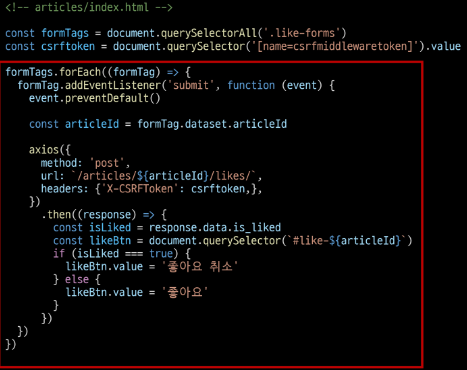 <!-- articles/index.html -->
const formTags = document.querySelectorAll('.like-forms')
const csrftoken = document.querySelector('[name=csrfmiddlewaretoken]').value
formTags.forEach((formTag) => {
formTag.addEventListener('submit', function (event) {
event.preventDefault()
const articleId = formTag.dataset.articleId
axios({
method: 'post',
url: `/articles/${articleId}/likes/`,
headers: {'X-CSRFToken': csrftoken,},
})
.then((response) => {
const isLiked = response.data.is_liked
const likeBtn = document.querySelector(`#like-${articleId}`)
if (isLiked === true) {
likeBtn.value = '좋아요 취소'
} else {
likeBtn.value = '좋아요'
}
})
})
})